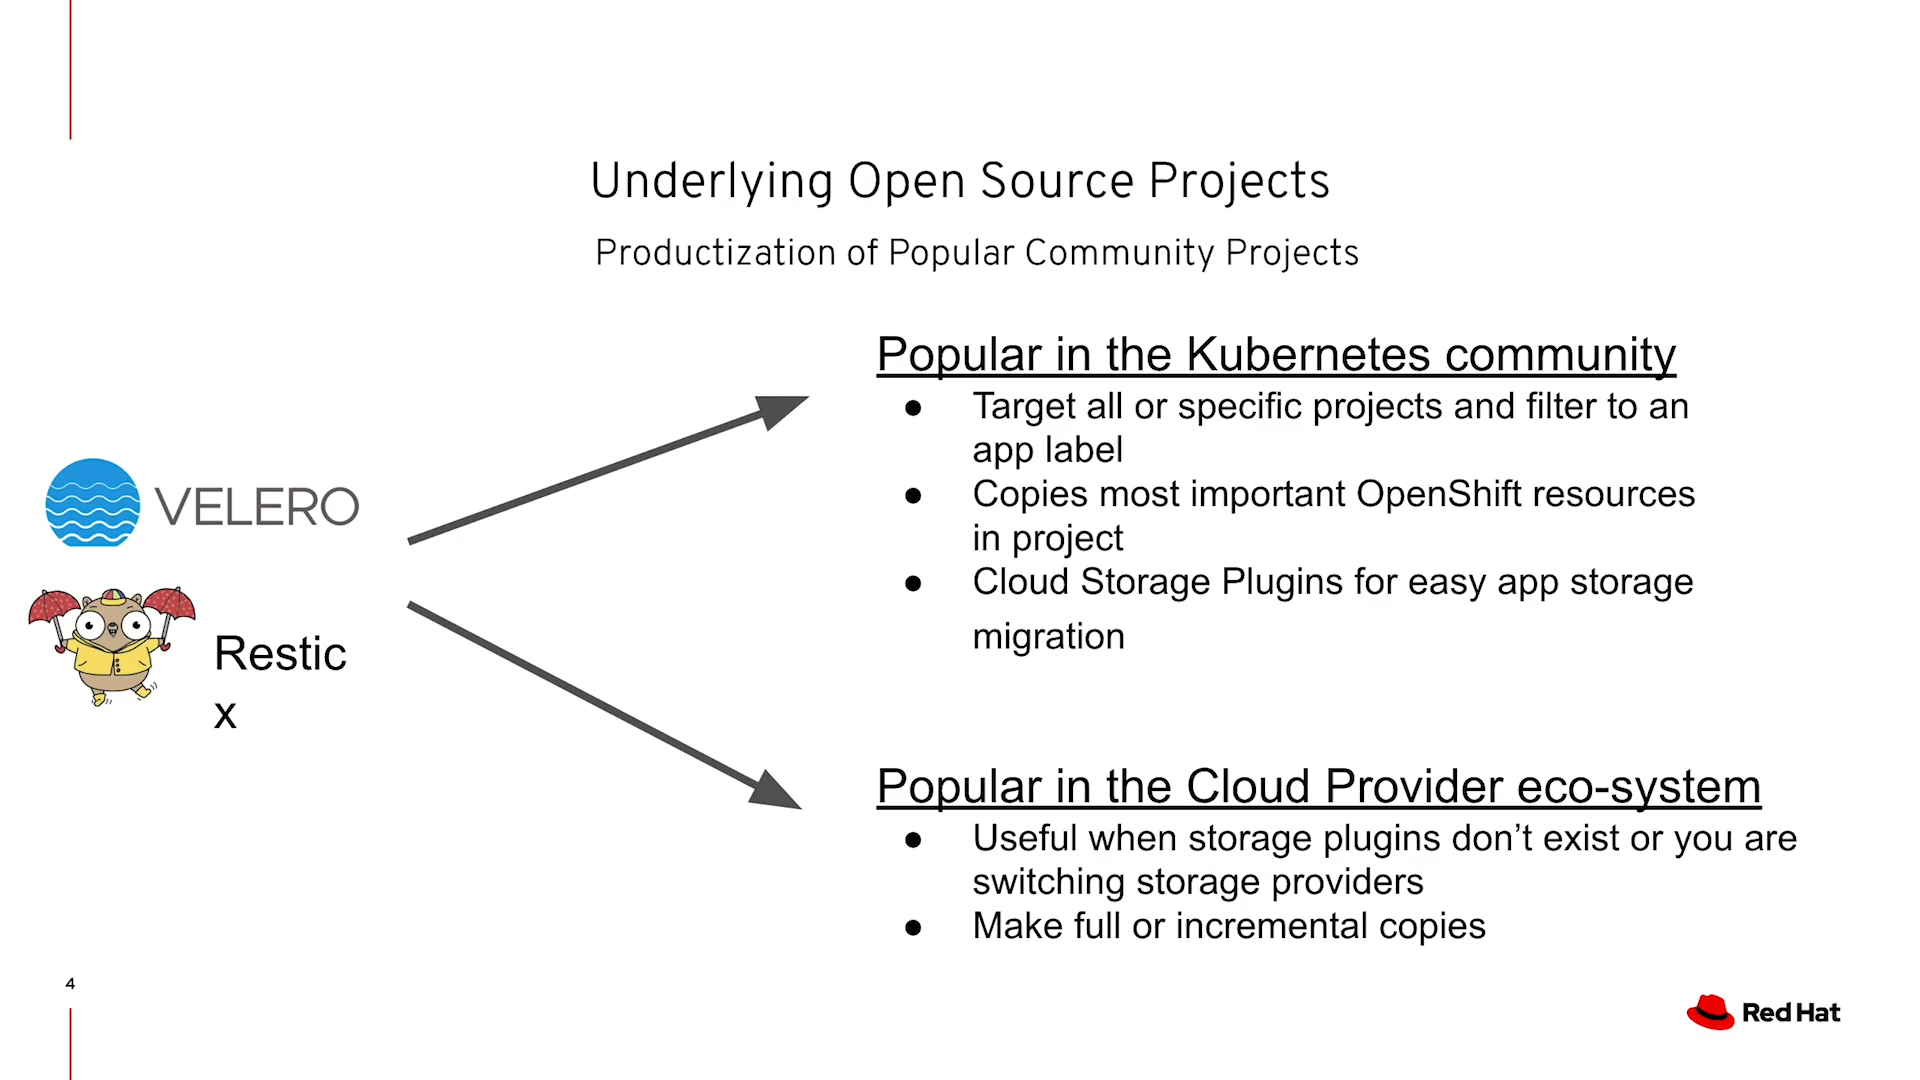 Underlying Open Source Projects
Productization of Popular Community Projects
VELERO
Restic
x
Popular in the Kubernetes community
● Target all or specific projects and filter to an
app label
● Copies most important OpenShift resources
in project
● Cloud Storage Plugins for easy app storage
migration
Popular in the Cloud Provider eco-system
● Useful when storage plugins don’t exist or you are
switching storage providers
● Make full or incremental copies
4
Red Hat